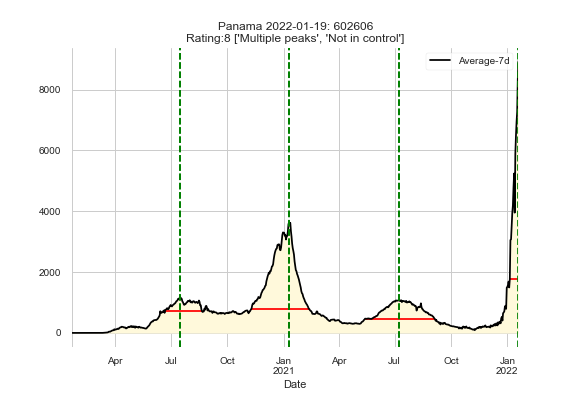 Panama 2022-01-19: 602606
Rating:8 ['Multiple peaks', 'Not in control']
Average-7d
8000
6000
4000
2000
0
Apr Jul Oct Jan Apr Jul Oct Jan
2021 2022
Date